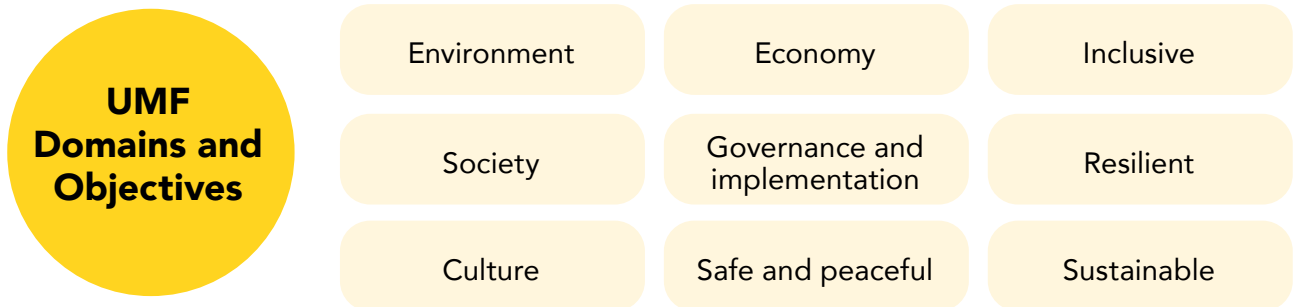 UMF
Domains and
Objectives
Environment
Economy
Inclusive
Society
Governance and
implementation
Resilient
Culture
Safe and peaceful
Sustainable